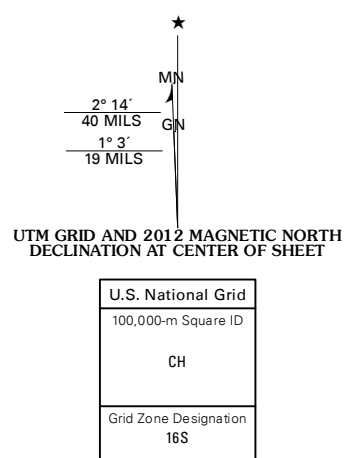 ★
MN
2° 14´
40 MILS
GN
1° 3´
19 MILS
UTM GRID AND 2012 MAGNETIC NORTH
DECLINATION AT CENTER OF SHEET
U.S. National Grid
100,000-m Square ID
CH
Grid Zone Designation
16S